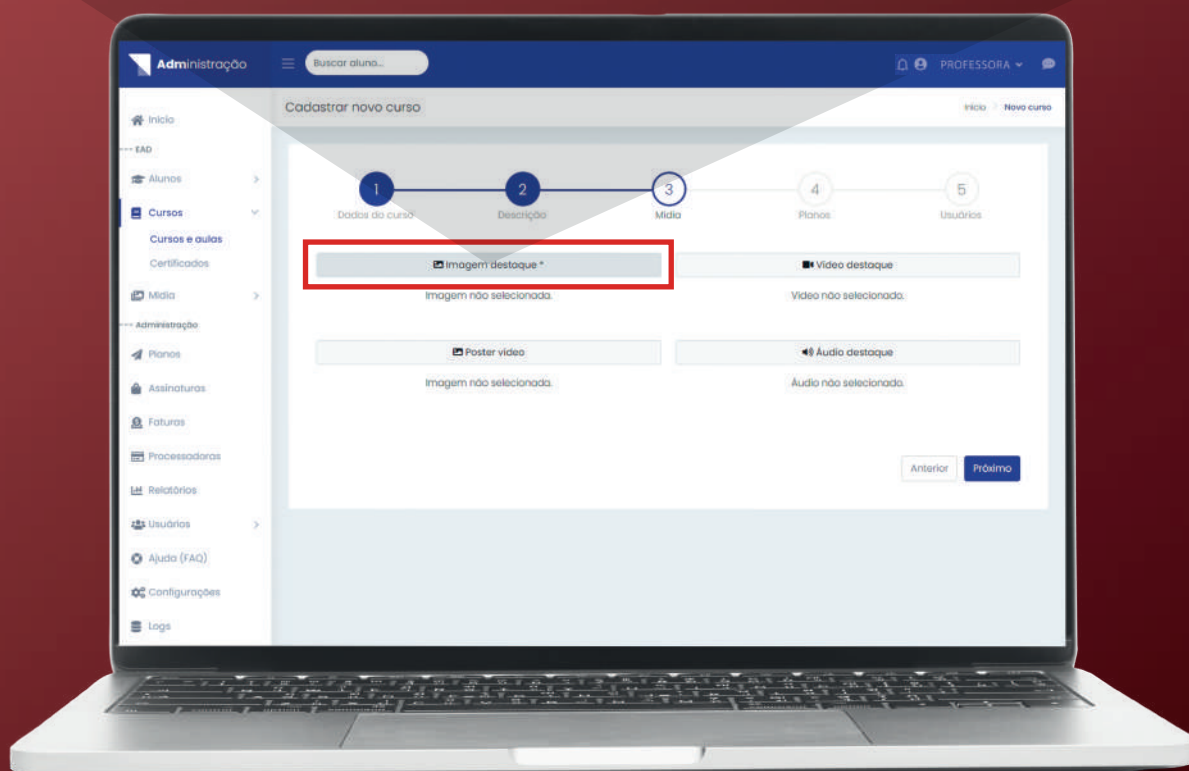 Administração
Buscar aluno...
PROFESSORA
Cadastrar novo curso
Início / Novo curso
Início
--- EAD
Alunos
Cursos
Cursos e aulas
Certificados
Mídia
--- Administração
Planos
Assinaturas
Faturas
Processadoras
Relatórios
Usuários
Ajuda (FAQ)
Configurações
Logs
1
2
3
4
5
Dados do curso
Descrição
Mídia
Planos
Usuários
Imagem destaque *
Vídeo destaque
Imagem não selecionada.
Vídeo não selecionado.
Poster vídeo
Áudio destaque
Imagem não selecionada.
Áudio não selecionado.
Anterior
Próximo